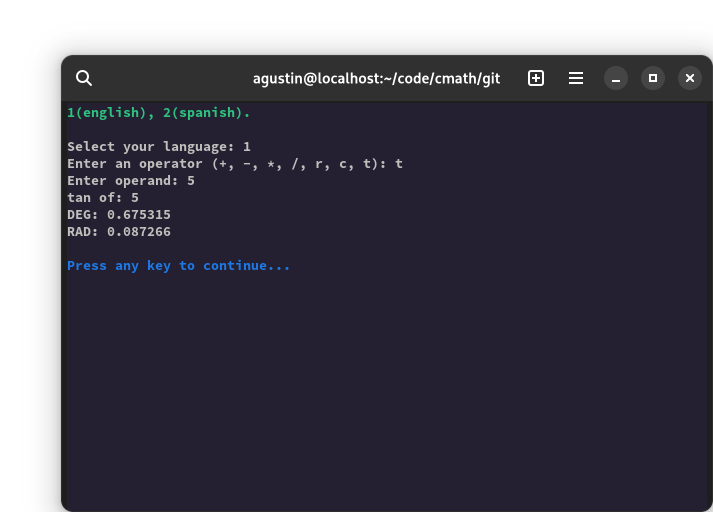 agustin@localhost:~/code/cmath/git
1(english), 2(spanish).
Select your language: 1
Enter an operator (+, -, *, /, r, c, t): t
Enter operand: 5
tan of: 5
DEG: 0.675315
RAD: 0.087266
Press any key to continue...